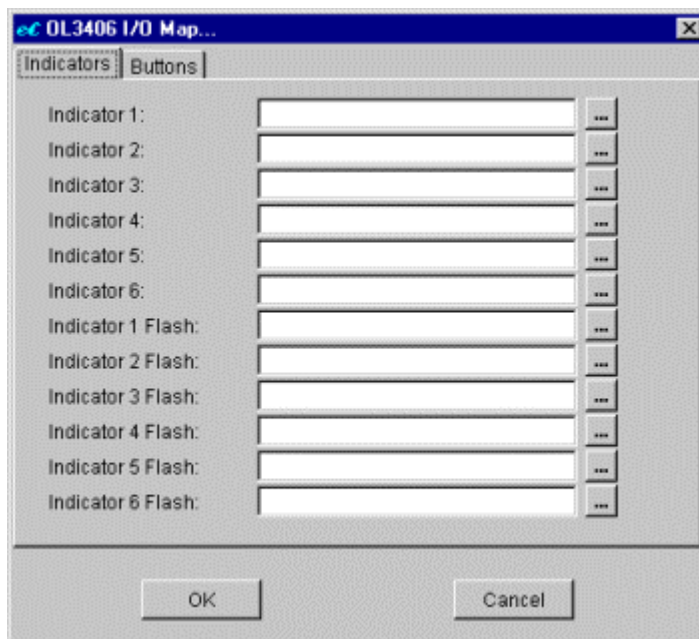 eC OL3406 I/O Map...
Indicators Buttons
Indicator 1: ...
Indicator 2: ...
Indicator 3: ...
Indicator 4: ...
Indicator 5: ...
Indicator 6: ...
Indicator 1 Flash: ...
Indicator 2 Flash: ...
Indicator 3 Flash: ...
Indicator 4 Flash: ...
Indicator 5 Flash: ...
Indicator 6 Flash: ...
OK Cancel